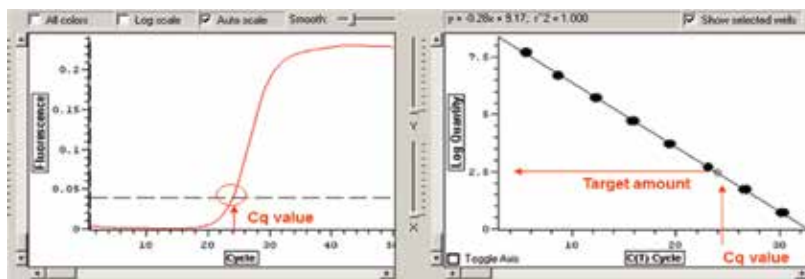 All colors Log scale Auto scale Smooth:
0.2
0.15
0.1
0.05
0
Fluorescence
Cq value
10 20 30 40 50
Cycle
Y
X
y = -0.28x + 9.17; r^2 = 1.000 Show selected wells
7.5
5
2.5
0
Log Quantity
Target amount
Cq value
10 20 30
Toggle Axis C(T) Cycle